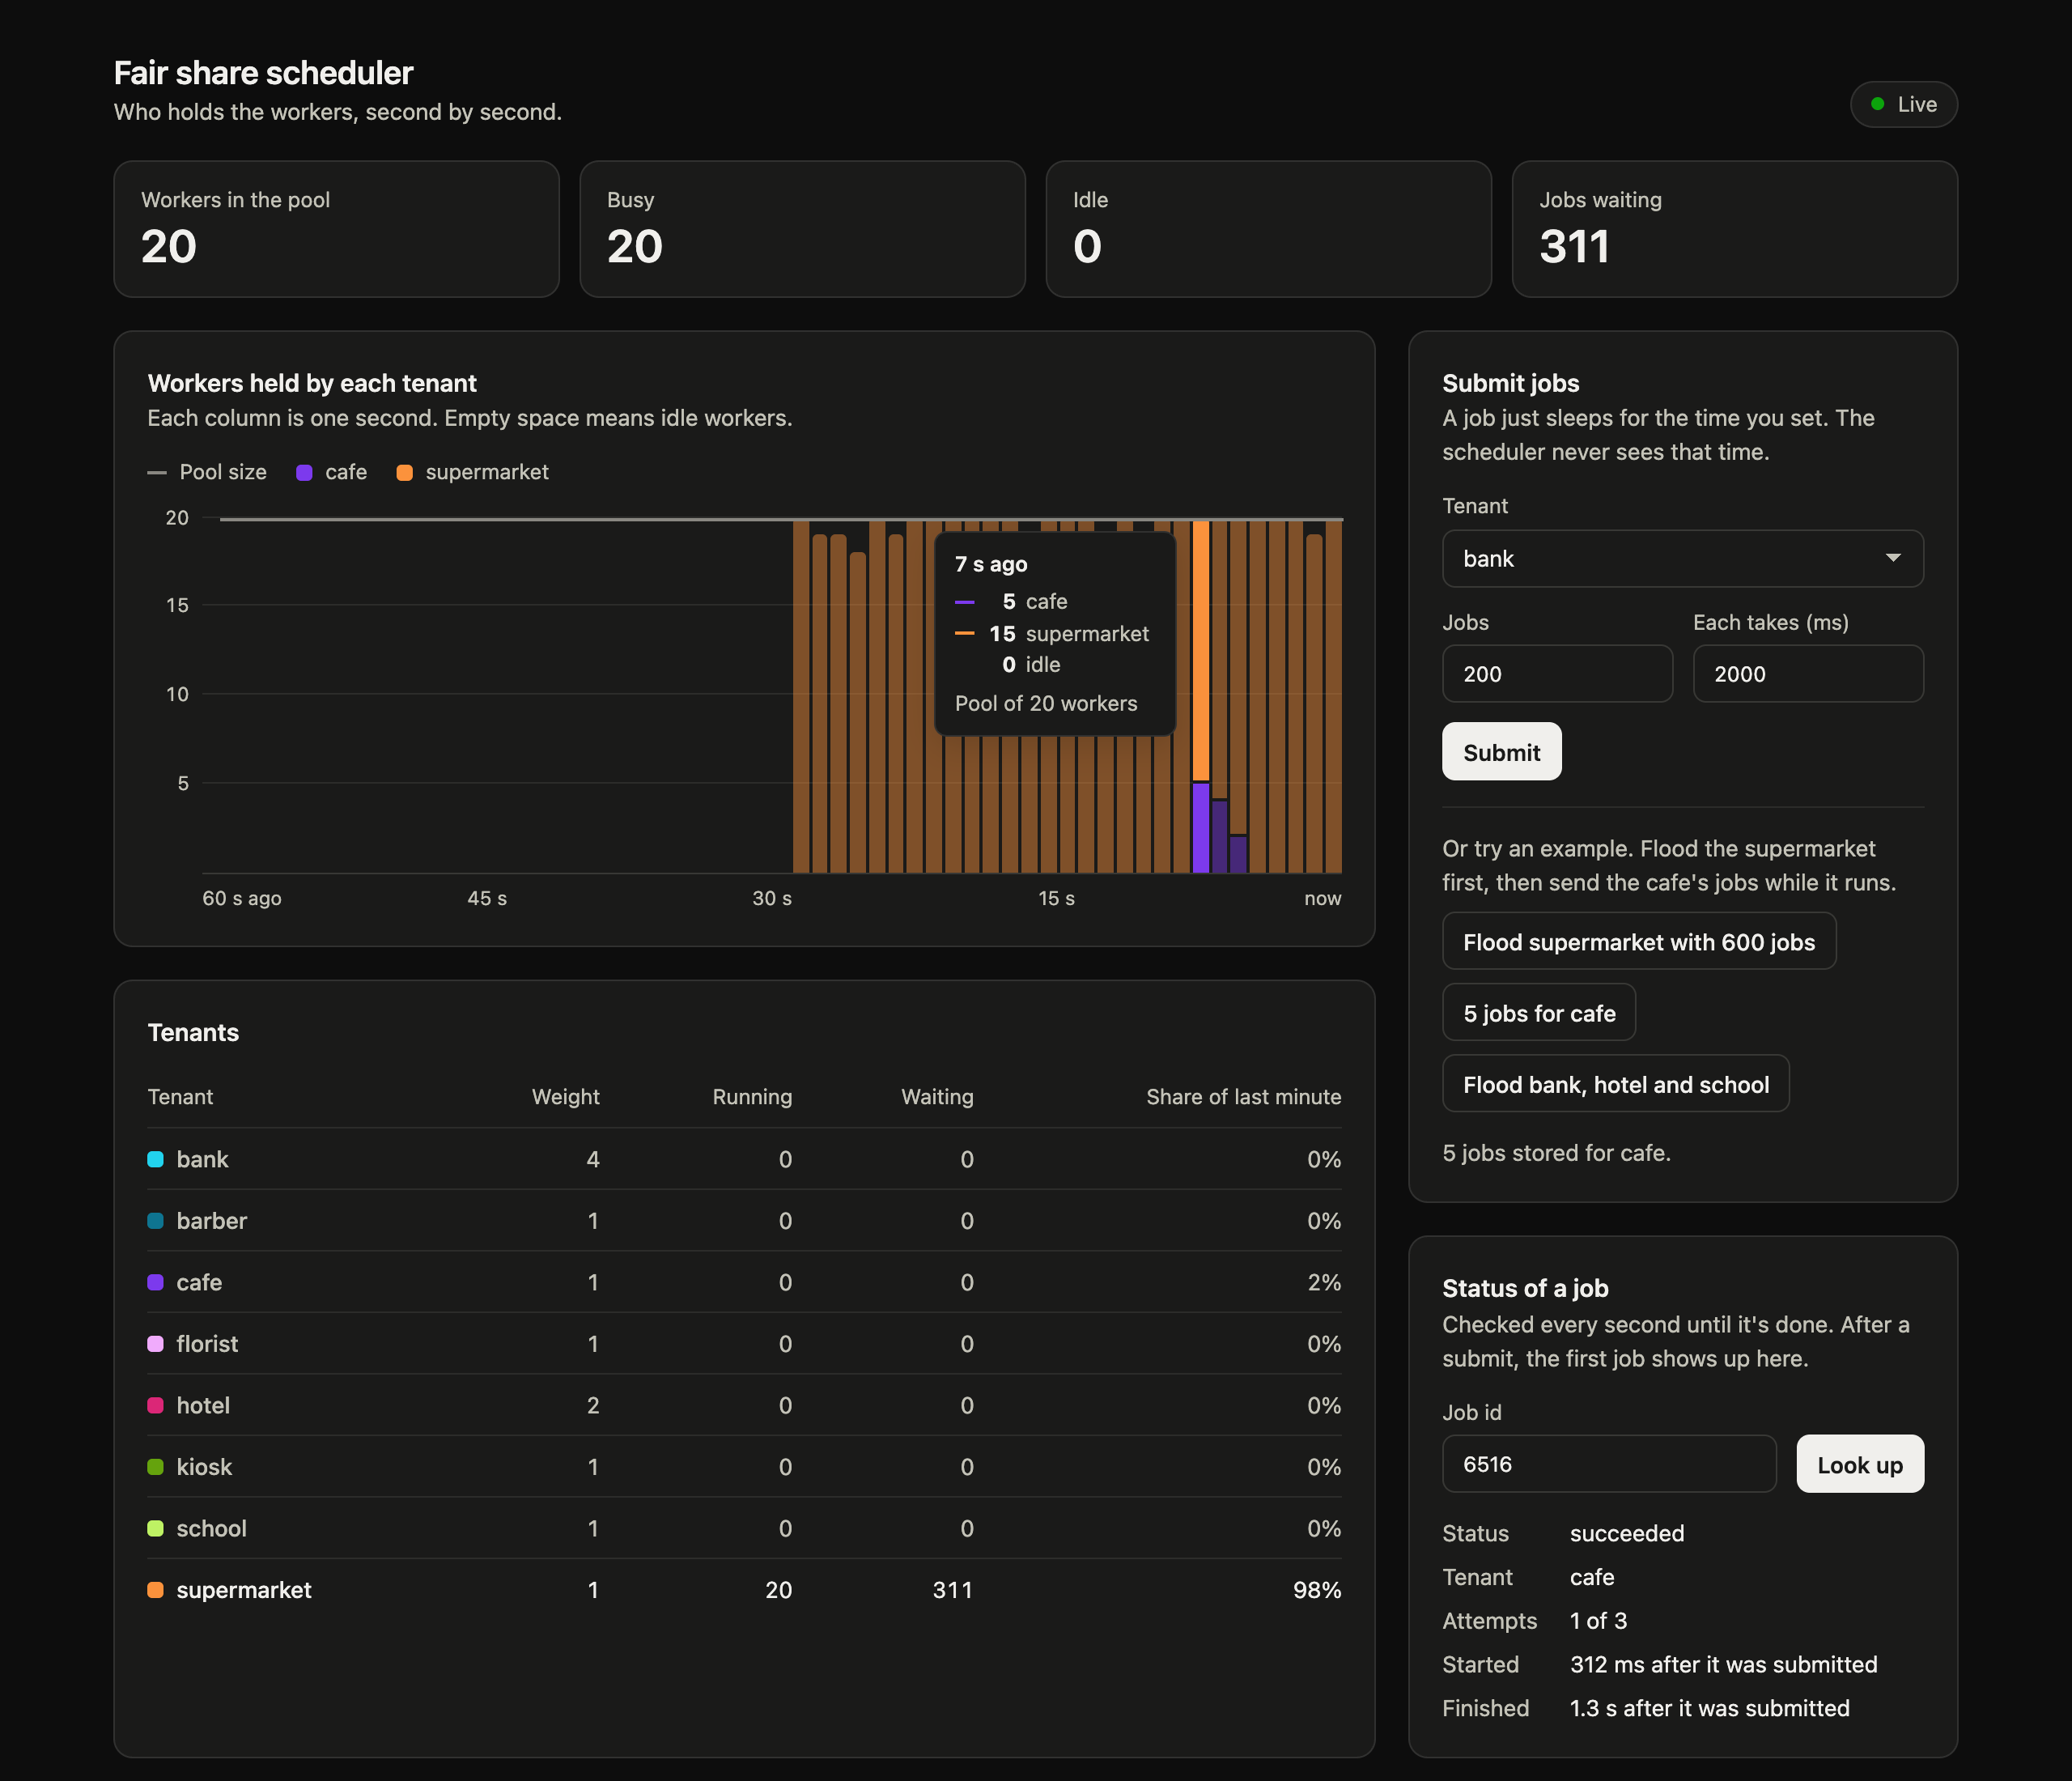 Fair share scheduler
Who holds the workers, second by second.
Live
Workers in the pool
20
Busy
20
Idle
0
Jobs waiting
311
Workers held by each tenant
Each column is one second. Empty space means idle workers.
Pool size cafe supermarket
20
15
10
5
7 s ago
5 cafe
15 supermarket
0 idle
Pool of 20 workers
60 s ago 45 s 30 s 15 s now
Submit jobs
A job just sleeps for the time you set. The
scheduler never sees that time.
Tenant
bank
Jobs Each takes (ms)
200 2000
Submit
Or try an example. Flood the supermarket
first, then send the cafe's jobs while it runs.
Flood supermarket with 600 jobs
5 jobs for cafe
Flood bank, hotel and school
5 jobs stored for cafe.
Tenants
Tenant Weight Running Waiting Share of last minute
bank 4 0 0 0%
barber 1 0 0 0%
cafe 1 0 0 2%
florist 1 0 0 0%
hotel 2 0 0 0%
kiosk 1 0 0 0%
school 1 0 0 0%
supermarket 1 20 311 98%
Status of a job
Checked every second until it's done. After a
submit, the first job shows up here.
Job id
6516 Look up
Status succeeded
Tenant cafe
Attempts 1 of 3
Started 312 ms after it was submitted
Finished 1.3 s after it was submitted